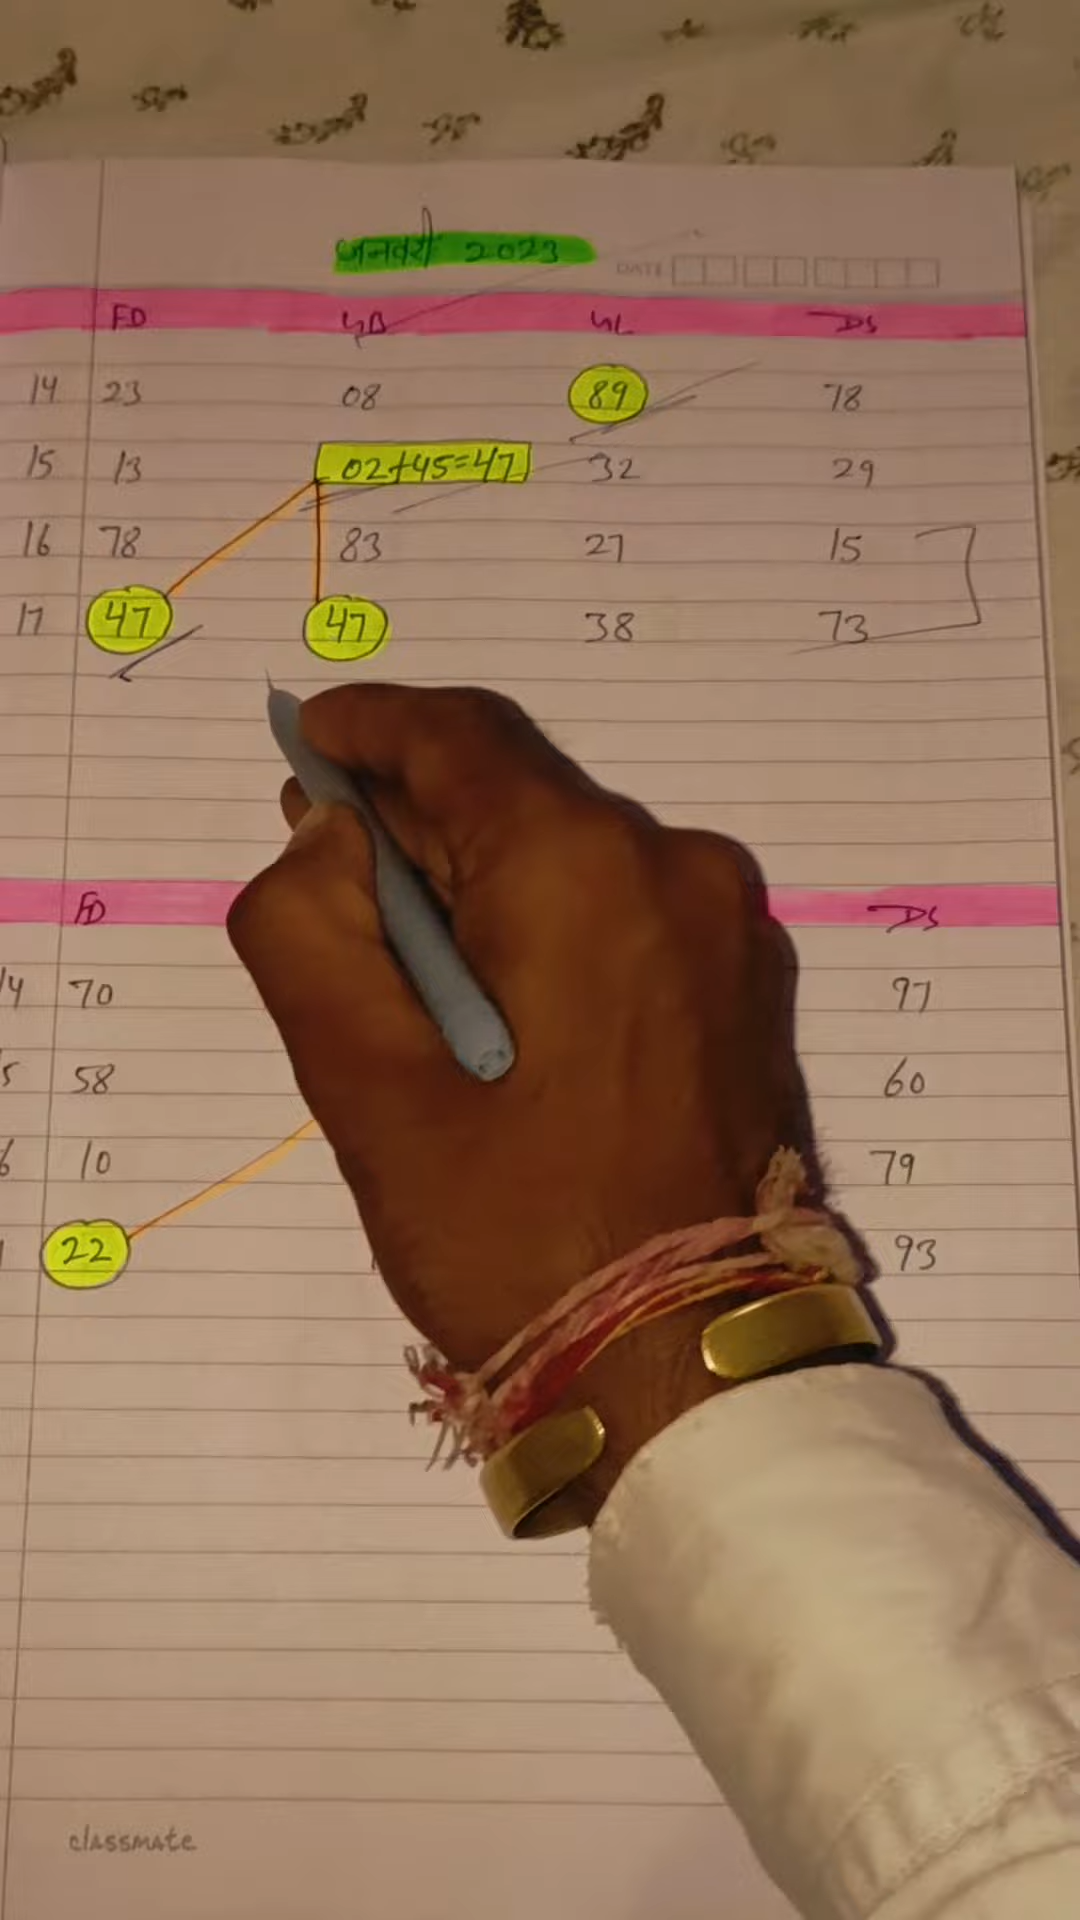 जनवरी 2023
DATE
FD GB GL DS
14 23 08 89 78
15 13 02+45=47 32 29
16 78 83 27 15
17 47 47 38 73
FD DS
70 97
58 60
10 79
22 93
classmate